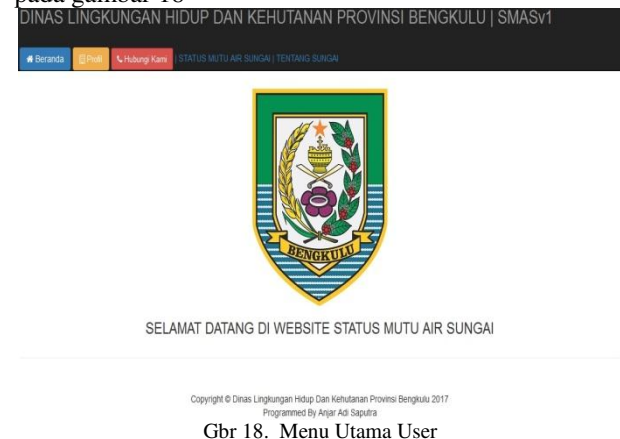 pada gambar 18
DINAS LINGKUNGAN HIDUP DAN KEHUTANAN PROVINSI BENGKULU | SMASv1
Beranda Profil Hubungi Kami | STATUS MUTU AIR SUNGAI | TENTANG SUNGAI
BENGKULU
SELAMAT DATANG DI WEBSITE STATUS MUTU AIR SUNGAI
Copyright © Dinas Lingkungan Hidup Dan Kehutanan Provinsi Bengkulu 2017
Programmed By Anjar Adi Saputra
Gbr 18. Menu Utama User